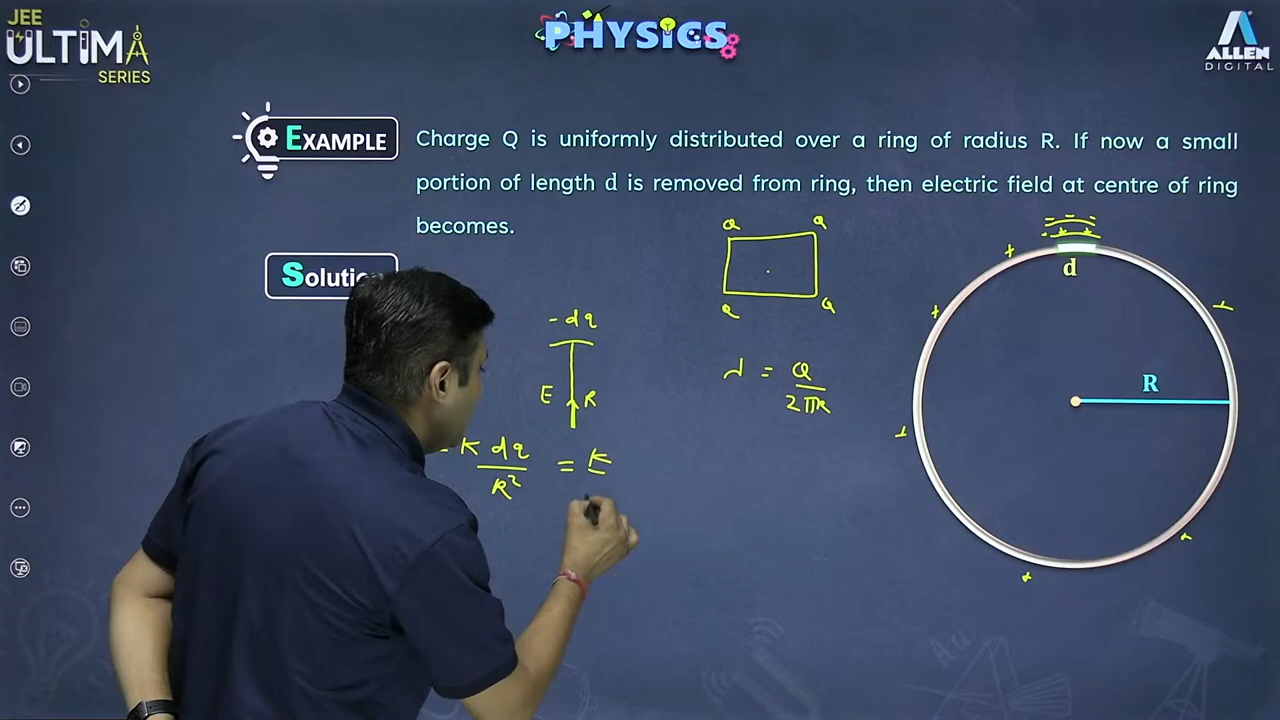 JEE
ULTIMA
SERIES
PHYSICS
ALLEN
DIGITAL
EXAMPLE
Charge Q is uniformly distributed over a ring of radius R. If now a small
portion of length d is removed from ring, then electric field at centre of ring
becomes.
Solutio
Q Q
Q Q
d
- dq
E R
λ = Q
2πR
R
= K dq
R²
= K